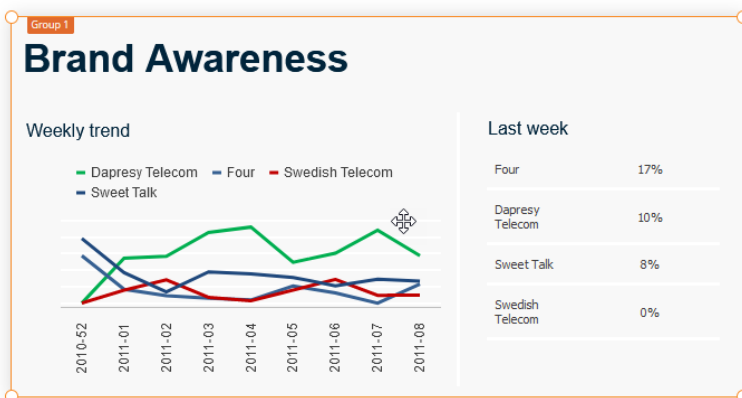 Group 1
Brand Awareness
Weekly trend
Dapresy Telecom
Four
Swedish Telecom
Sweet Talk
2010-52
2011-01
2011-02
2011-03
2011-04
2011-05
2011-06
2011-07
2011-08
Last week
Four 17%
Dapresy
Telecom 10%
Sweet Talk 8%
Swedish
Telecom 0%